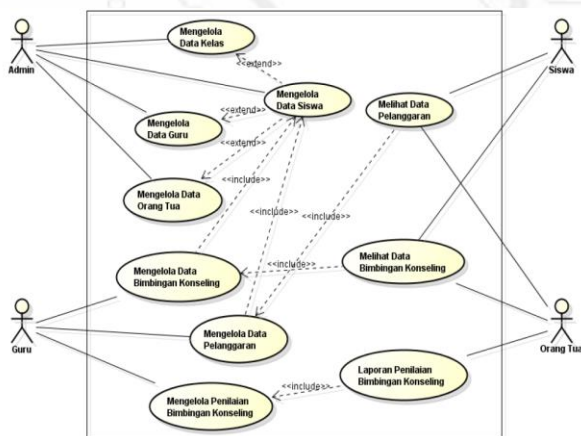 Mengelola
Data Kelas
Admin
Siswa
<<extend>>
Mengelola
Data Siswa
Melihat Data
Pelanggaran
<<extend>>
Mengelola
Data Guru
<<extend>>
<<include>>
Mengelola Data
Orang Tua
<<include>>
Mengelola Data
Bimbingan Konseling
<<include>>
Melihat Data
Bimbingan Konseling
Guru
Mengelola Data
Pelanggaran
Orang Tua
Laporan Penilaian
Bimbingan Konseling
<<include>>
Mengelola Penilaian
Bimbingan Konseling